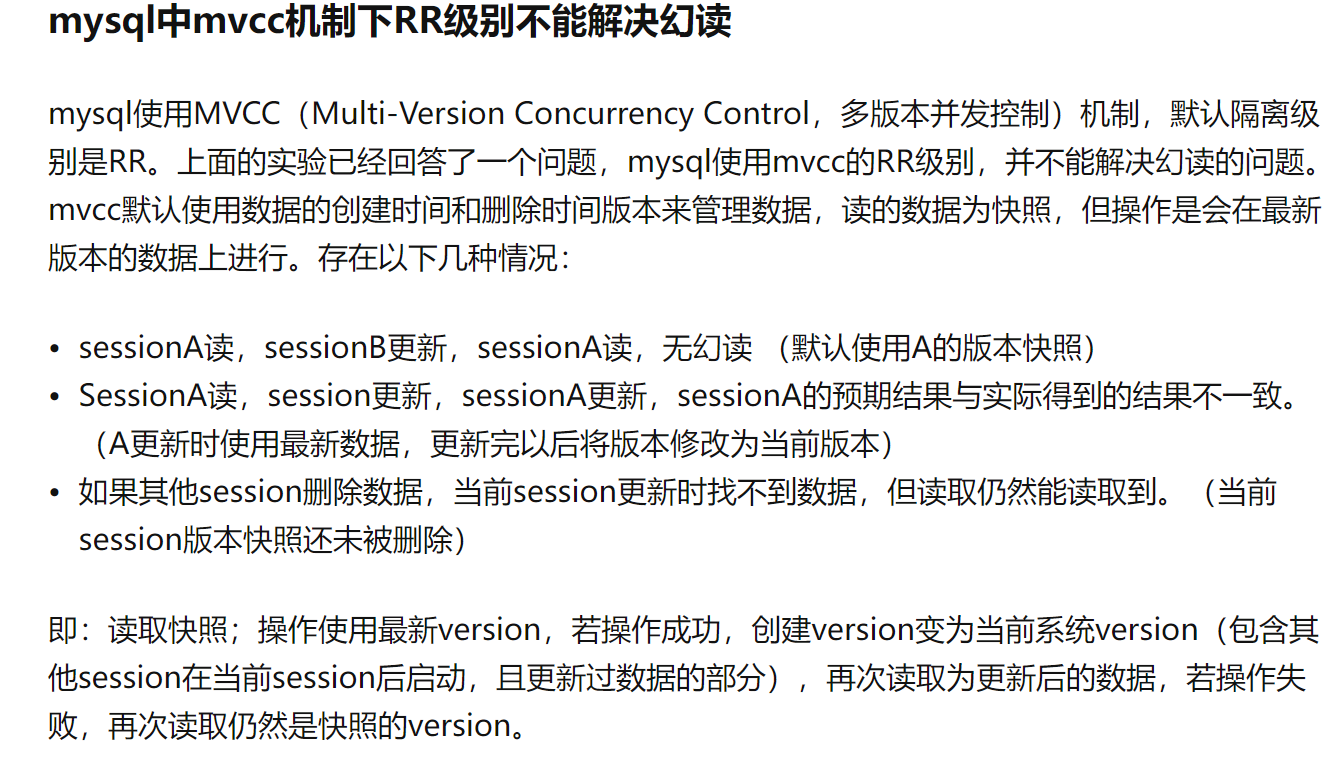 mysql中mvcc机制下RR级别不能解决幻读
mysql使用MVCC（Multi-Version Concurrency Control，多版本并发控制）机制，默认隔离级
别是RR。上面的实验已经回答了一个问题，mysql使用mvcc的RR级别，并不能解决幻读的问题。
mvcc默认使用数据的创建时间和删除时间版本来管理数据，读的数据为快照，但操作是会在最新
版本的数据上进行。存在以下几种情况：
• sessionA读，sessionB更新，sessionA读，无幻读 （默认使用A的版本快照）
• SessionA读，session更新，sessionA更新，sessionA的预期结果与实际得到的结果不一致。
（A更新时使用最新数据，更新完以后将版本修改为当前版本）
• 如果其他session删除数据，当前session更新时找不到数据，但读取仍然能读取到。 （当前
session版本快照还未被删除）
即：读取快照；操作使用最新version，若操作成功，创建version变为当前系统version（包含其
他session在当前session后启动，且更新过数据的部分），再次读取为更新后的数据，若操作失
败，再次读取仍然是快照的version。